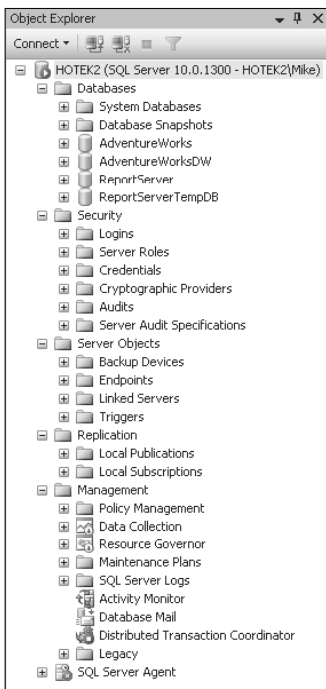 Object Explorer
Connect
HOTEK2 (SQL Server 10.0.1300 - HOTEK2\Mike)
Databases
System Databases
Database Snapshots
AdventureWorks
AdventureWorksDW
ReportServer
ReportServerTempDB
Security
Logins
Server Roles
Credentials
Cryptographic Providers
Audits
Server Audit Specifications
Server Objects
Backup Devices
Endpoints
Linked Servers
Triggers
Replication
Local Publications
Local Subscriptions
Management
Policy Management
Data Collection
Resource Governor
Maintenance Plans
SQL Server Logs
Activity Monitor
Database Mail
Distributed Transaction Coordinator
Legacy
SQL Server Agent